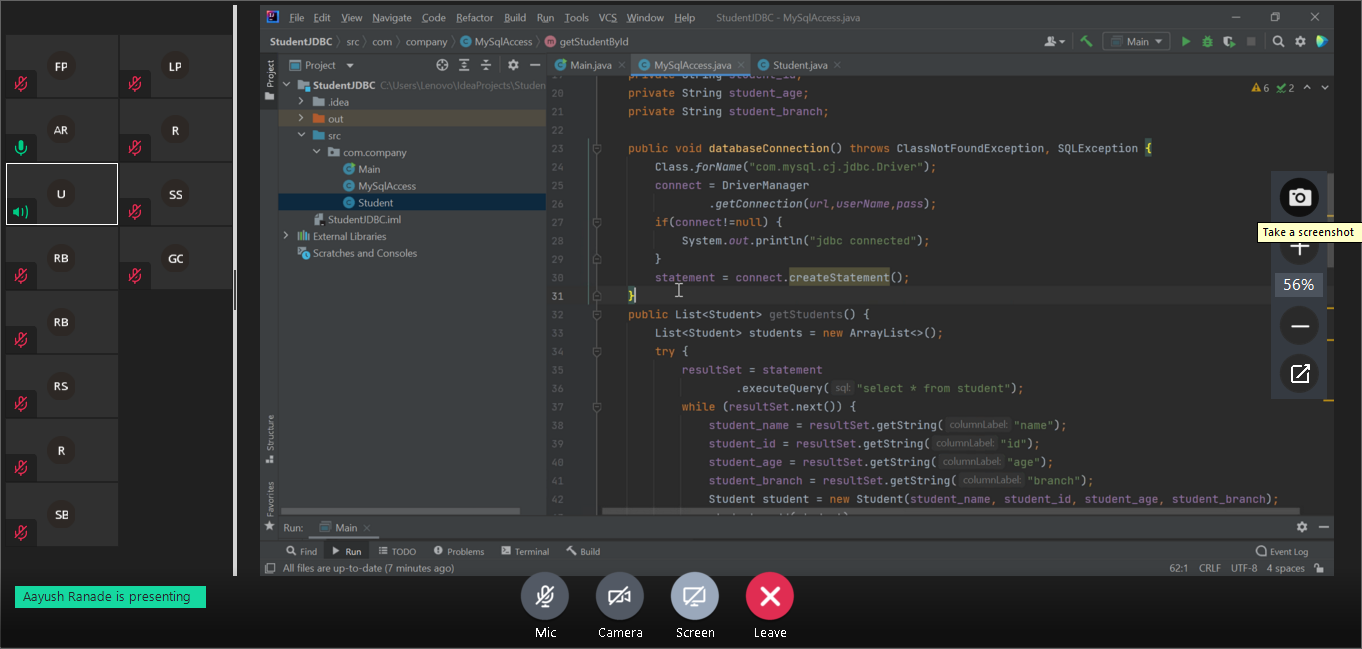 FP
LP
AR
R
U
SS
RB
GC
RB
RS
R
SB
Aayush Ranade is presenting
File Edit View Navigate Code Refactor Build Run Tools VCS Window Help StudentJDBC - MySqlAccess.java
StudentJDBC src com company MySqlAccess getStudentById
Main
Project
Project
Main.java MySqlAccess.java Student.java
StudentJDBC C:\Users\Lenovo\IdeaProjects\Studen
.idea
out
src
com.company
Main
MySqlAccess
Student
StudentJDBC.iml
External Libraries
Scratches and Consoles
Structure
Favorites
6 2
20 private String student_age;
21 private String student_branch;
22
23 public void databaseConnection() throws ClassNotFoundException, SQLException {
24 Class.forName("com.mysql.cj.jdbc.Driver");
25 connect = DriverManager
26 .getConnection(url,userName,pass);
27 if(connect!=null) {
28 System.out.println("jdbc connected");
29 }
30 statement = connect.createStatement();
31 }
32 public List<Student> getStudents() {
33 List<Student> students = new ArrayList<>();
34 try {
35 resultSet = statement
36 .executeQuery( sql: "select * from student");
37 while (resultSet.next()) {
38 student_name = resultSet.getString( columnLabel: "name");
39 student_id = resultSet.getString( columnLabel: "id");
40 student_age = resultSet.getString( columnLabel: "age");
41 student_branch = resultSet.getString( columnLabel: "branch");
42 Student student = new Student(student_name, student_id, student_age, student_branch);
Take a screenshot
56%
Run: Main
Find Run TODO Problems Terminal Build Event Log
All files are up-to-date (7 minutes ago) 62:1 CRLF UTF-8 4 spaces
Mic Camera Screen Leave